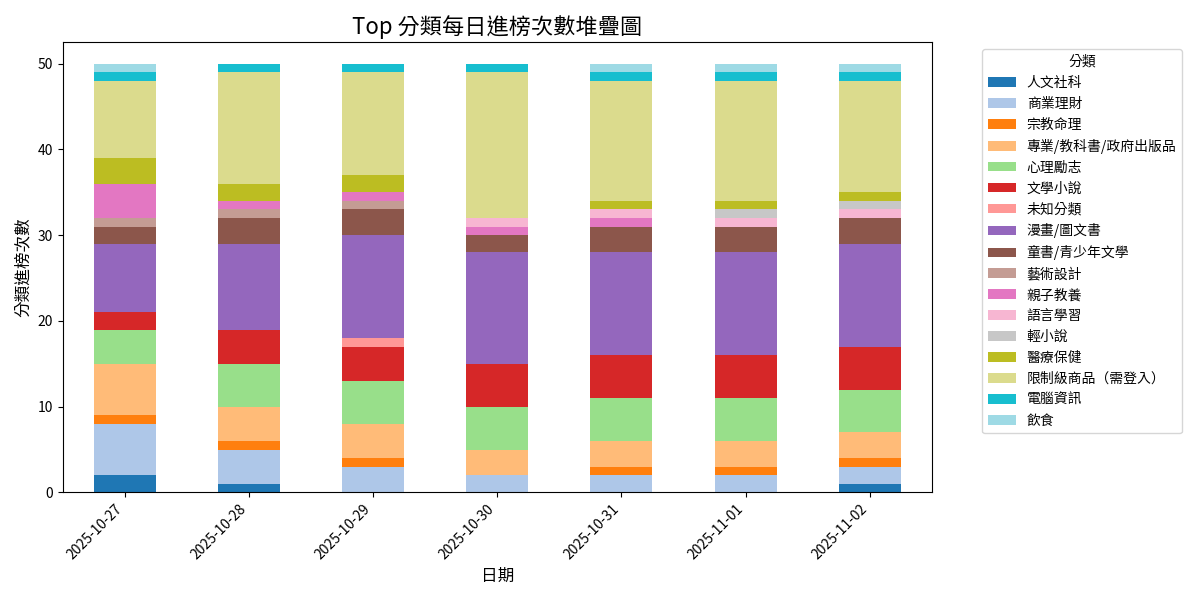 Top 分類每日進榜次數堆疊圖
分類進榜次數
50
40
30
20
10
0
2025-10-27
2025-10-28
2025-10-29
2025-10-30
2025-10-31
2025-11-01
2025-11-02
日期
分類
人文社科
商業理財
宗教命理
專業/教科書/政府出版品
心理勵志
文學小說
未知分類
漫畫/圖文書
童書/青少年文學
藝術設計
親子教養
語言學習
輕小說
醫療保健
限制級商品（需登入）
電腦資訊
飲食